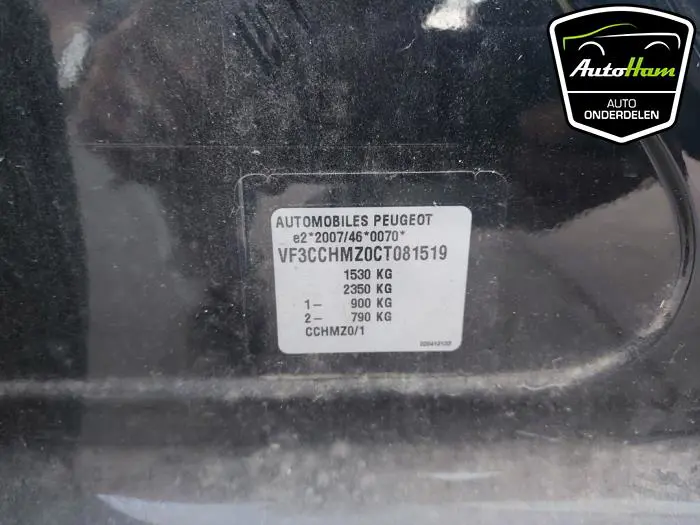 AutoHam
AUTO
ONDERDELEN
AUTOMOBILES PEUGEOT
e2*2007/46*0070*
VF3CCHMZ0CT081519
1530 KG
2350 KG
1- 900 KG
2- 790 KG
CCHMZ0/1